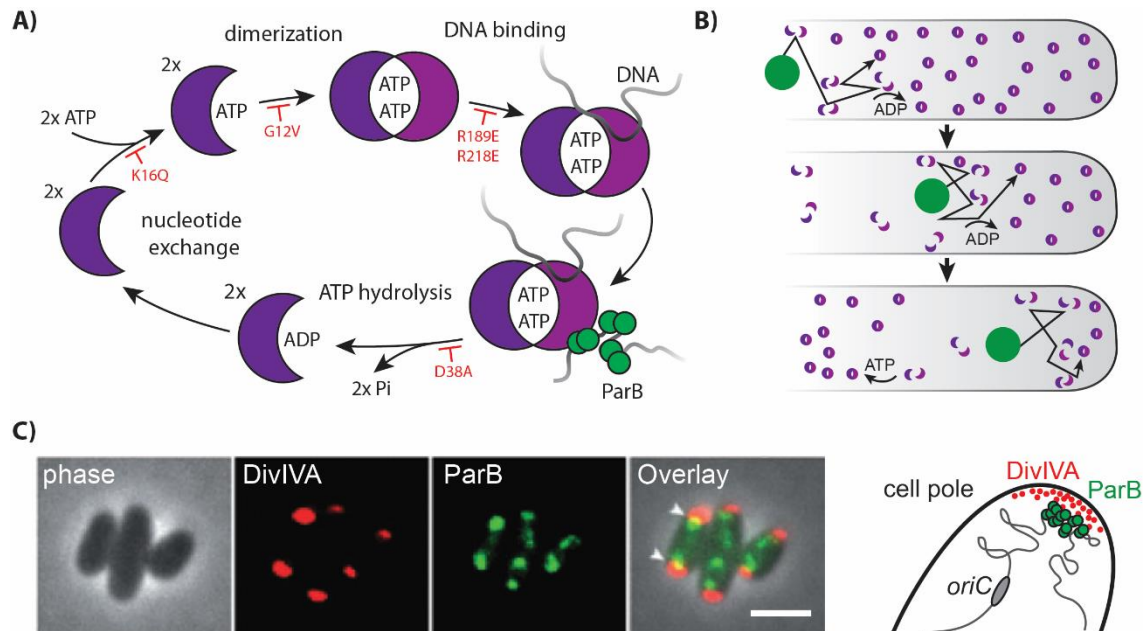 A)
dimerization
DNA binding
2x
ATP
ATP
ATP
DNA
2x ATP
G12V
R189E
R218E
ATP
ATP
K16Q
2x
nucleotide
exchange
2x
ATP hydrolysis
ATP
ATP
ADP
D38A
2x Pi
ParB
B)
ADP
ADP
ATP
C)
phase
DivIVA
ParB
Overlay
cell pole
DivIVA
ParB
oriC